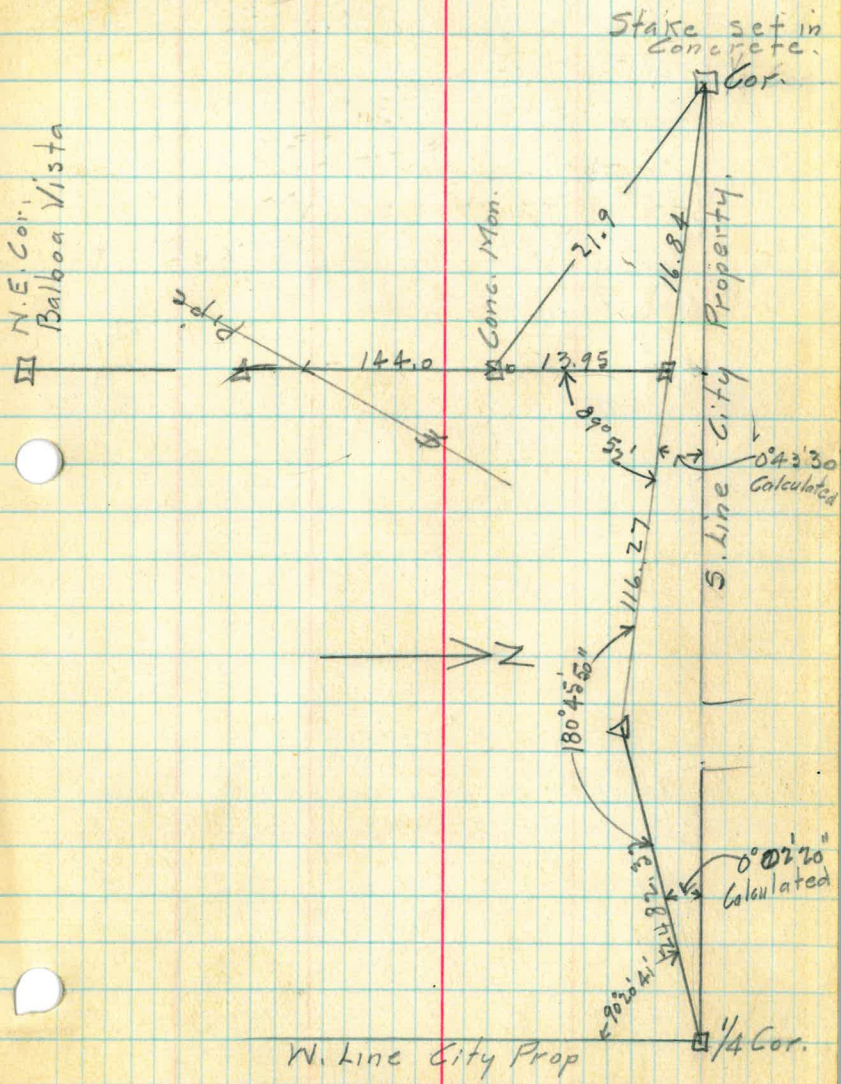 Stake set in
Concrete.
Cor.
N.E. Cor.
Balboa Vista
Conc. Mon.
21.9
16.84
S. Line City Property.
144.0
13.95
89° 52'
0°43'30
Calculated
116.27
N
180°45'50"
2482.37
0°02'20"
Calculated
90°20'41'
1/4 Cor.
W. Line City Prop